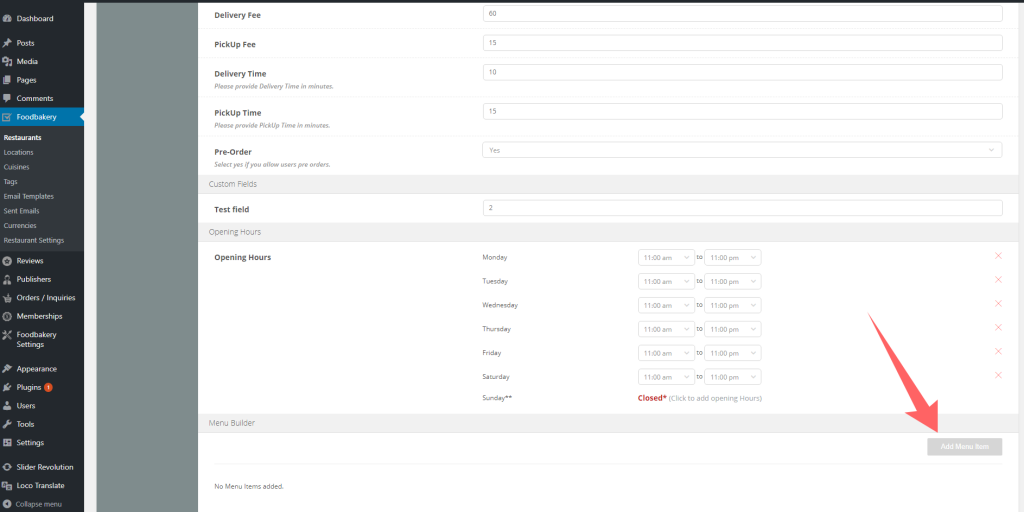 Dashboard
Posts
Media
Pages
Comments
Foodbakery
Restaurants
Locations
Cuisines
Tags
Email Templates
Sent Emails
Currencies
Restaurant Settings
Reviews
Publishers
Orders / Inquiries
Memberships
Foodbakery
Settings
Appearance
Plugins 1
Users
Tools
Settings
Slider Revolution
Loco Translate
Collapse menu
Delivery Fee 60
PickUp Fee 15
Delivery Time 10
Please provide Delivery Time in minutes.
PickUp Time 15
Please provide PickUp Time in minutes.
Pre-Order Yes
Select yes if you allow users pre orders.
Custom Fields
Test field 2
Opening Hours
Opening Hours Monday 11:00 am to 11:00 pm
Tuesday 11:00 am to 11:00 pm
Wednesday 11:00 am to 11:00 pm
Thursday 11:00 am to 11:00 pm
Friday 11:00 am to 11:00 pm
Saturday 11:00 am to 11:00 pm
Sunday** Closed* (Click to add opening Hours)
Menu Builder
Add Menu Item
No Menu Items added.